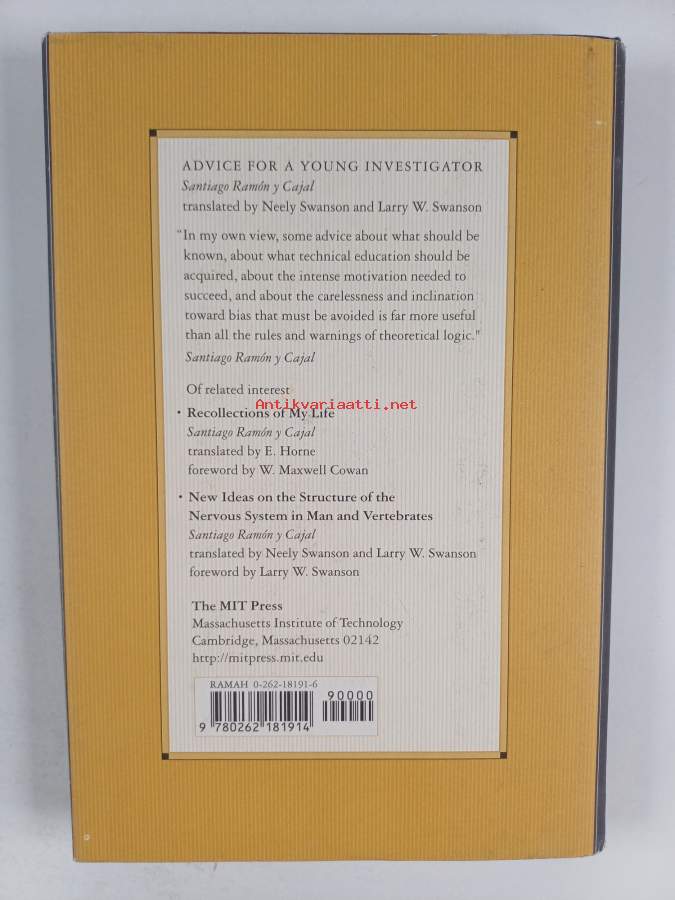 ADVICE FOR A YOUNG INVESTIGATOR
Santiago Ramón y Cajal
translated by Neely Swanson and Larry W. Swanson
"In my own view, some advice about what should be
known, about what technical education should be
acquired, about the intense motivation needed to
succeed, and about the carelessness and inclination
toward bias that must be avoided is far more useful
than all the rules and warnings of theoretical logic."
Santiago Ramón y Cajal
Of related interest
Antikvariaatti.net
• Recollections of My Life
Santiago Ramón y Cajal
translated by E. Horne
foreword by W. Maxwell Cowan
• New Ideas on the Structure of the
Nervous System in Man and Vertebrates
Santiago Ramón y Cajal
translated by Neely Swanson and Larry W. Swanson
foreword by Larry W. Swanson
The MIT Press
Massachusetts Institute of Technology
Cambridge, Massachusetts 02142
http://mitpress.mit.edu
RAMAH 0-262-18191-6
90000
9 780262 181914